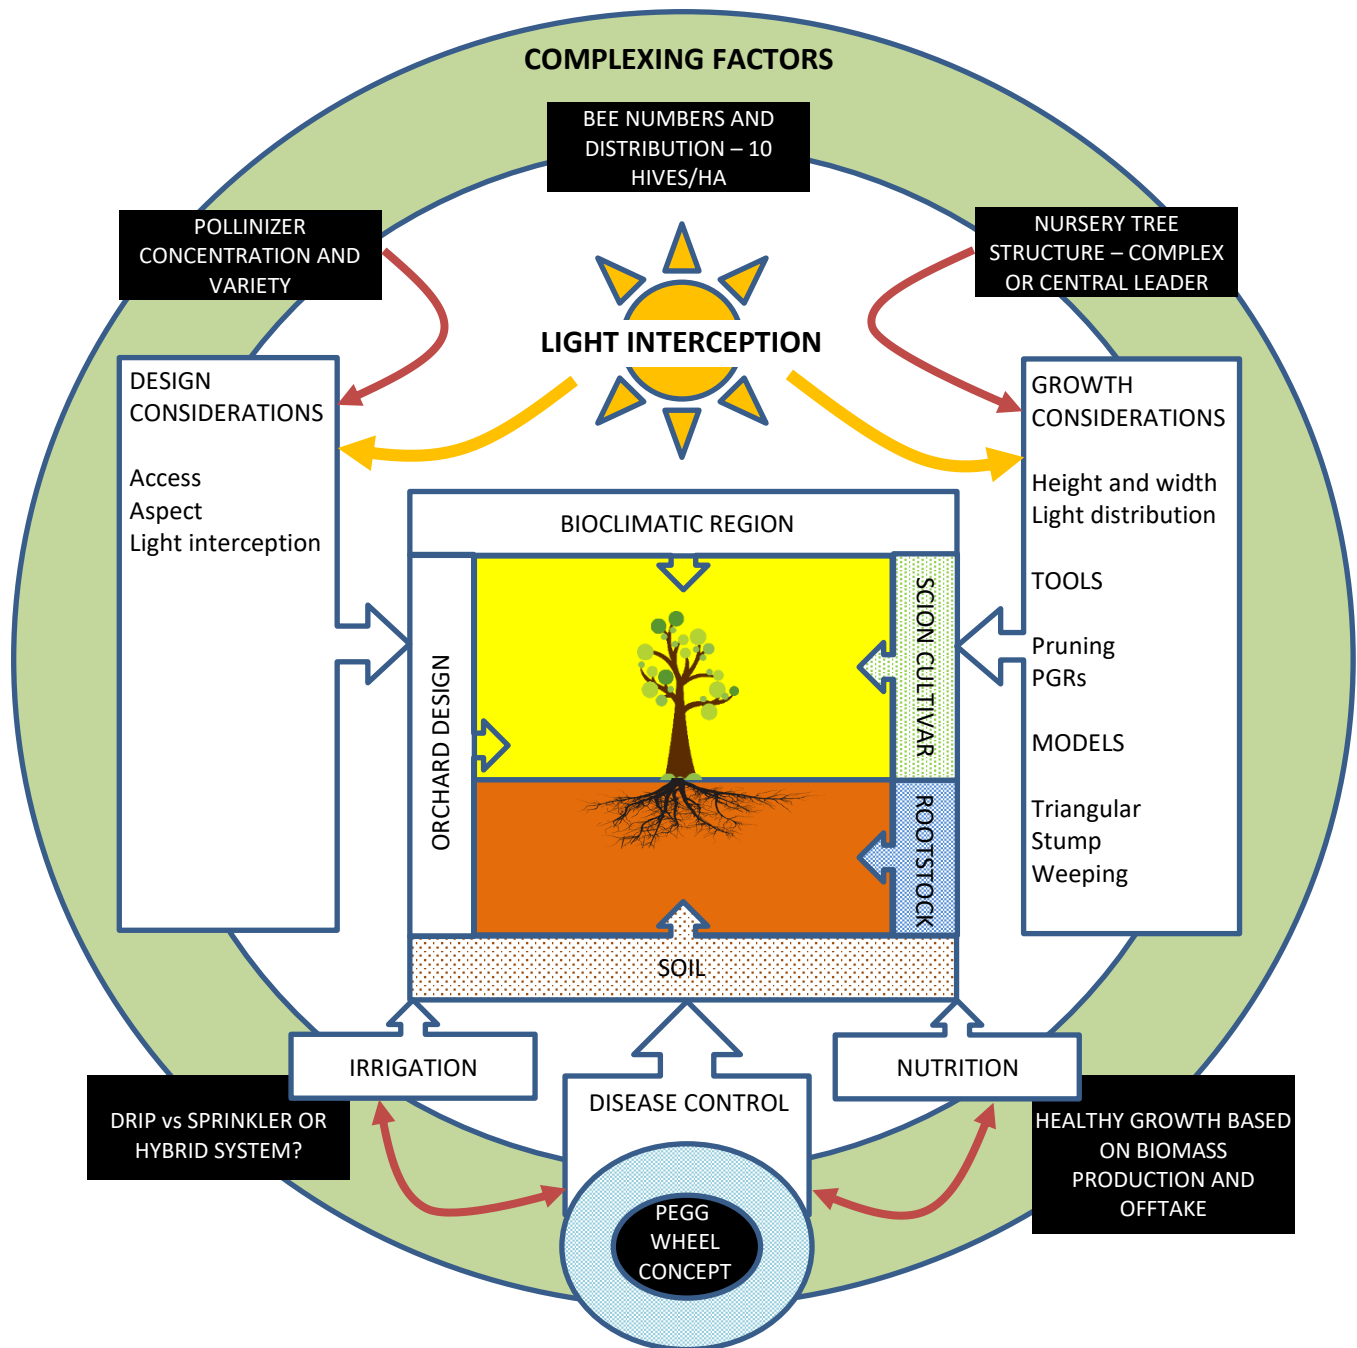 COMPLEXING FACTORS
BEE NUMBERS AND
DISTRIBUTION – 10
HIVES/HA
POLLINIZER
CONCENTRATION AND
VARIETY
NURSERY TREE
STRUCTURE – COMPLEX
OR CENTRAL LEADER
LIGHT INTERCEPTION
DESIGN
CONSIDERATIONS
Access
Aspect
Light interception
GROWTH
CONSIDERATIONS
Height and width
Light distribution
TOOLS
Pruning
PGRs
MODELS
Triangular
Stump
Weeping
BIOCLIMATIC REGION
ORCHARD DESIGN
SCION CULTIVAR
ROOTSTOCK
SOIL
IRRIGATION
NUTRITION
DISEASE CONTROL
DRIP vs SPRINKLER OR
HYBRID SYSTEM?
HEALTHY GROWTH BASED
ON BIOMASS
PRODUCTION AND
OFFTAKE
PEGG
WHEEL
CONCEPT